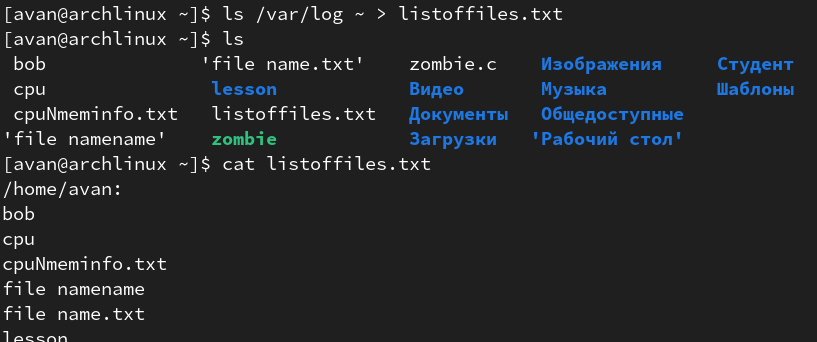 [avan@archlinux ~]$ ls /var/log ~ > listoffiles.txt
[avan@archlinux ~]$ ls
bob 'file name.txt' zombie.c Изображения Студент
cpu lesson Видео Музыка Шаблоны
cpuNmeminfo.txt listoffiles.txt Документы Общедоступные
'file namename' zombie Загрузки 'Рабочий стол'
[avan@archlinux ~]$ cat listoffiles.txt
/home/avan:
bob
cpu
cpuNmeminfo.txt
file namename
file name.txt
lesson